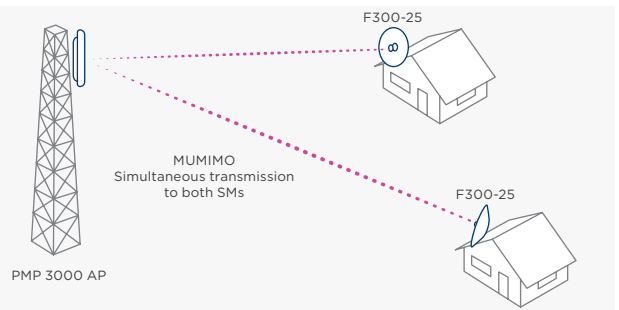 F300-25
MUMIMO
Simultaneous transmission
to both SMs
F300-25
PMP 3000 AP